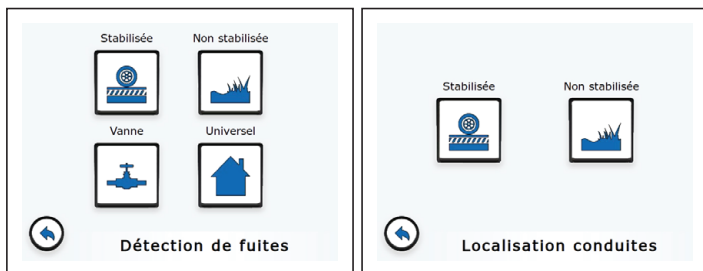 Stabilisée Non stabilisée
Vanne Universel
Détection de fuites
Stabilisée Non stabilisée
Localisation conduites